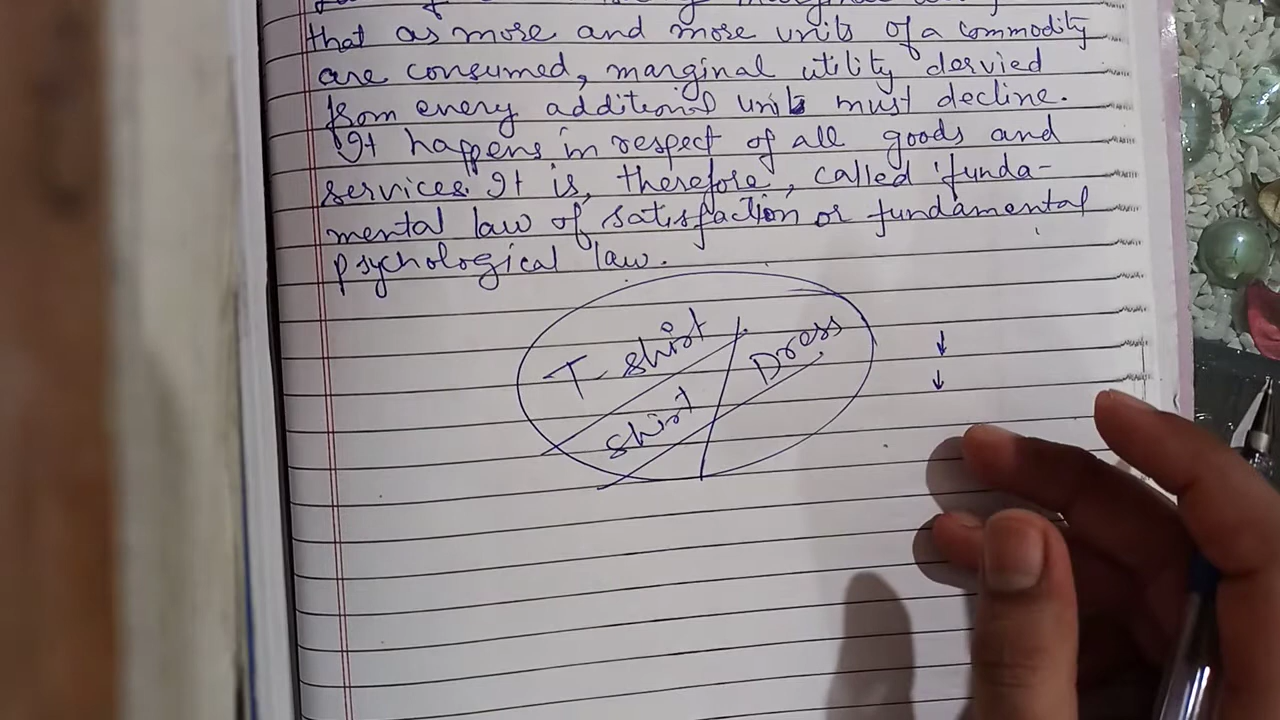 that as more and more units of a commodity
are consumed, marginal utility dervied
from every additional unit must decline.
It happens in respect of all goods and
services. It is, therefore, called 'funda-
mental law of satisfaction or fundamental
psychological law.
T-shirt
Dress
shirt